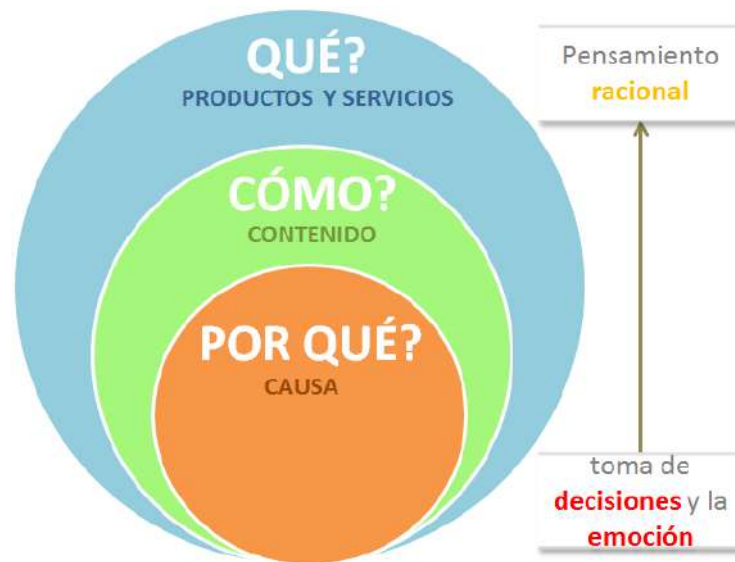 QUÉ?
PRODUCTOS Y SERVICIOS
CÓMO?
CONTENIDO
POR QUÉ?
CAUSA
Pensamiento
racional
toma de
decisiones y la
emoción